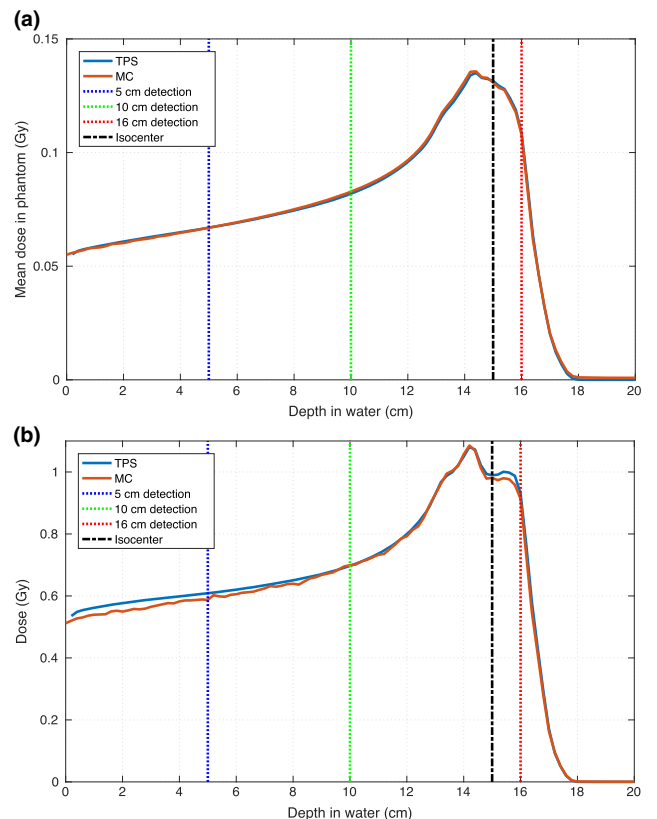 (a)
0.15
TPS
MC
5 cm detection
10 cm detection
16 cm detection
Isocenter
0.1
0.05
0
Mean dose in phantom (Gy)
0 2 4 6 8 10 12 14 16 18 20
Depth in water (cm)
(b)
TPS
MC
5 cm detection
10 cm detection
16 cm detection
Isocenter
1
0.8
0.6
0.4
0.2
0
Dose (Gy)
0 2 4 6 8 10 12 14 16 18 20
Depth in water (cm)